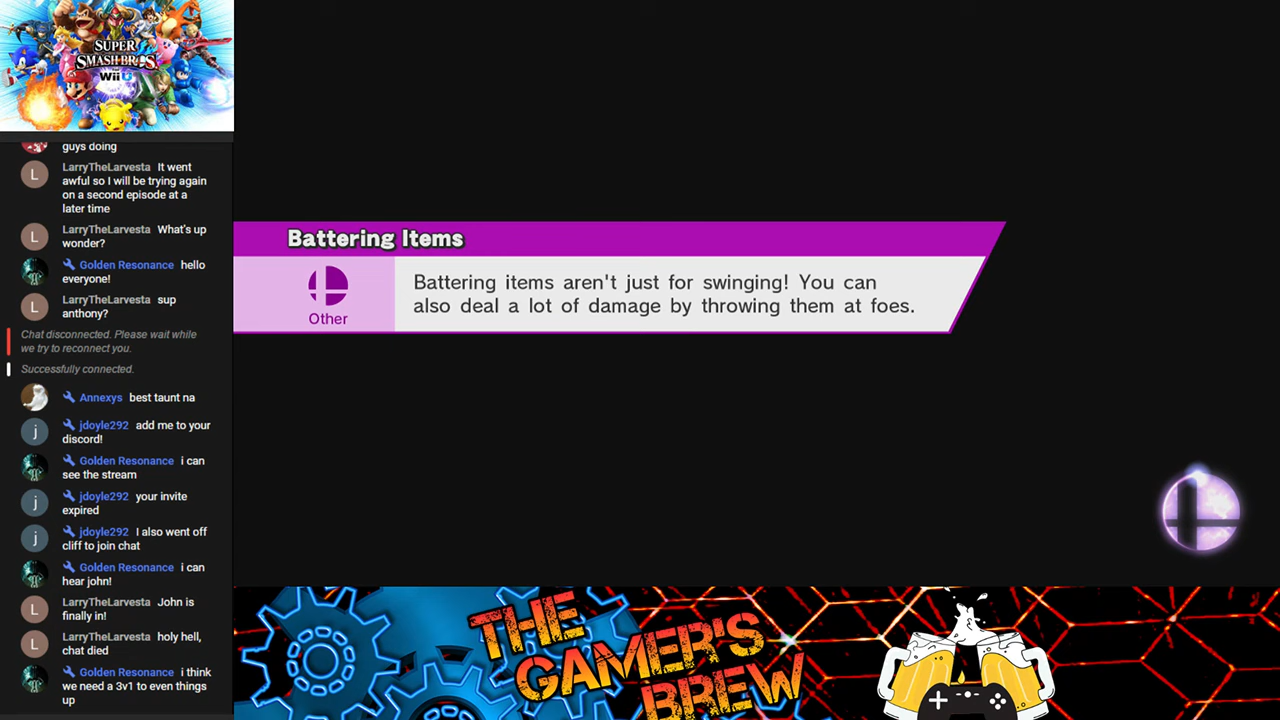 SUPER
SMASH BROS.
for
Wii U
guys doing
LarryTheLarvesta It went
awful so I will be trying again
on a second episode at a
later time
L
LarryTheLarvesta What's up
wonder?
L
Golden Resonance hello
everyone!
LarryTheLarvesta sup
anthony?
L
Chat disconnected. Please wait while
we try to reconnect you.
Successfully connected.
Annexys best taunt na
jdoyle292 add me to your
discord!
j
Golden Resonance i can
see the stream
jdoyle292 your invite
expired
j
jdoyle292 I also went off
cliff to join chat
j
Golden Resonance i can
hear john!
LarryTheLarvesta John is
finally in!
L
LarryTheLarvesta holy hell,
chat died
L
Golden Resonance i think
we need a 3v1 to even things
up
Battering Items
Other
Battering items aren't just for swinging! You can
also deal a lot of damage by throwing them at foes.
THE
GAMER'S
BREW